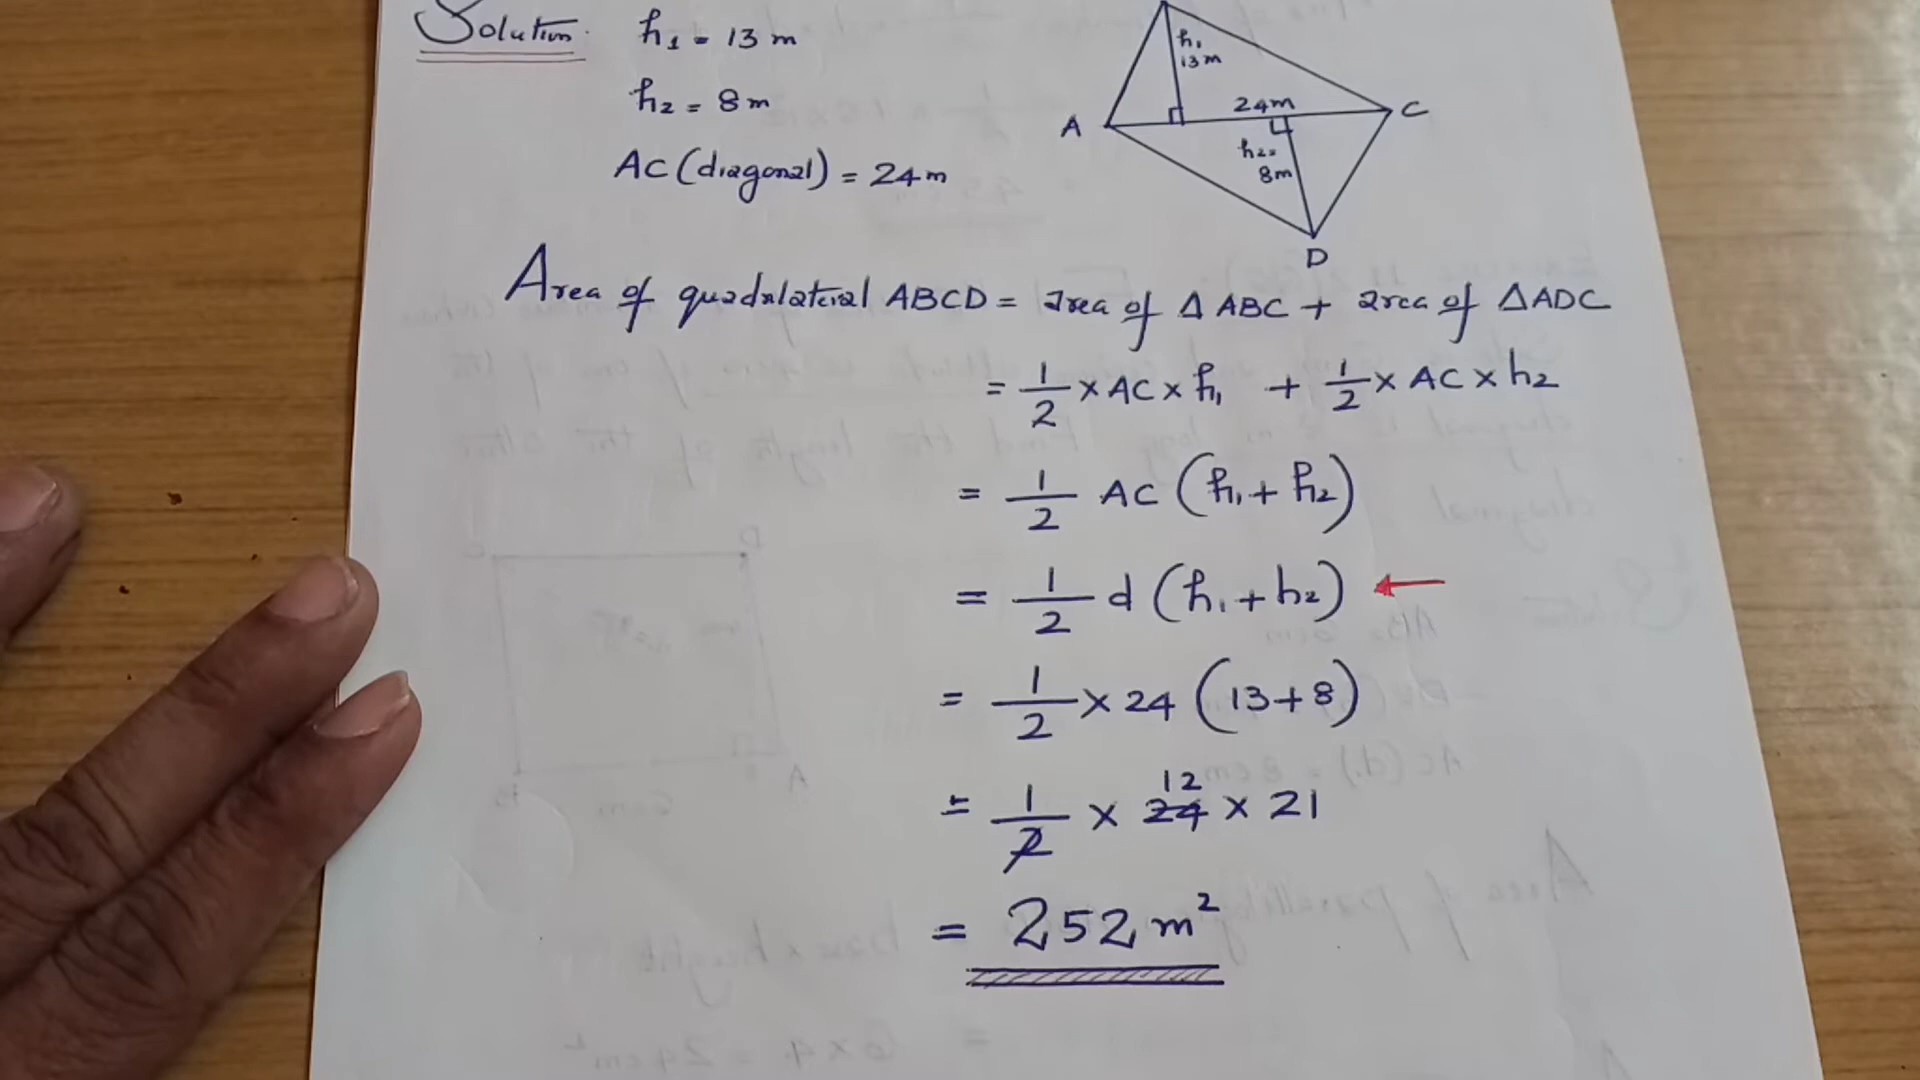 Solution. h1 = 13 m
h2 = 8 m
AC (diagonal) = 24 m
h1
13 m
24 m
A
C
h2=
8m
D
Area of quadrilateral ABCD = area of Δ ABC + area of Δ ADC
= 1/2 × AC × h1 + 1/2 × AC × h2
= 1/2 AC (h1 + h2)
= 1/2 d (h1 + h2) ←
= 1/2 × 24 (13 + 8)
12
= 1/2 × 24 × 21
= 252 m²